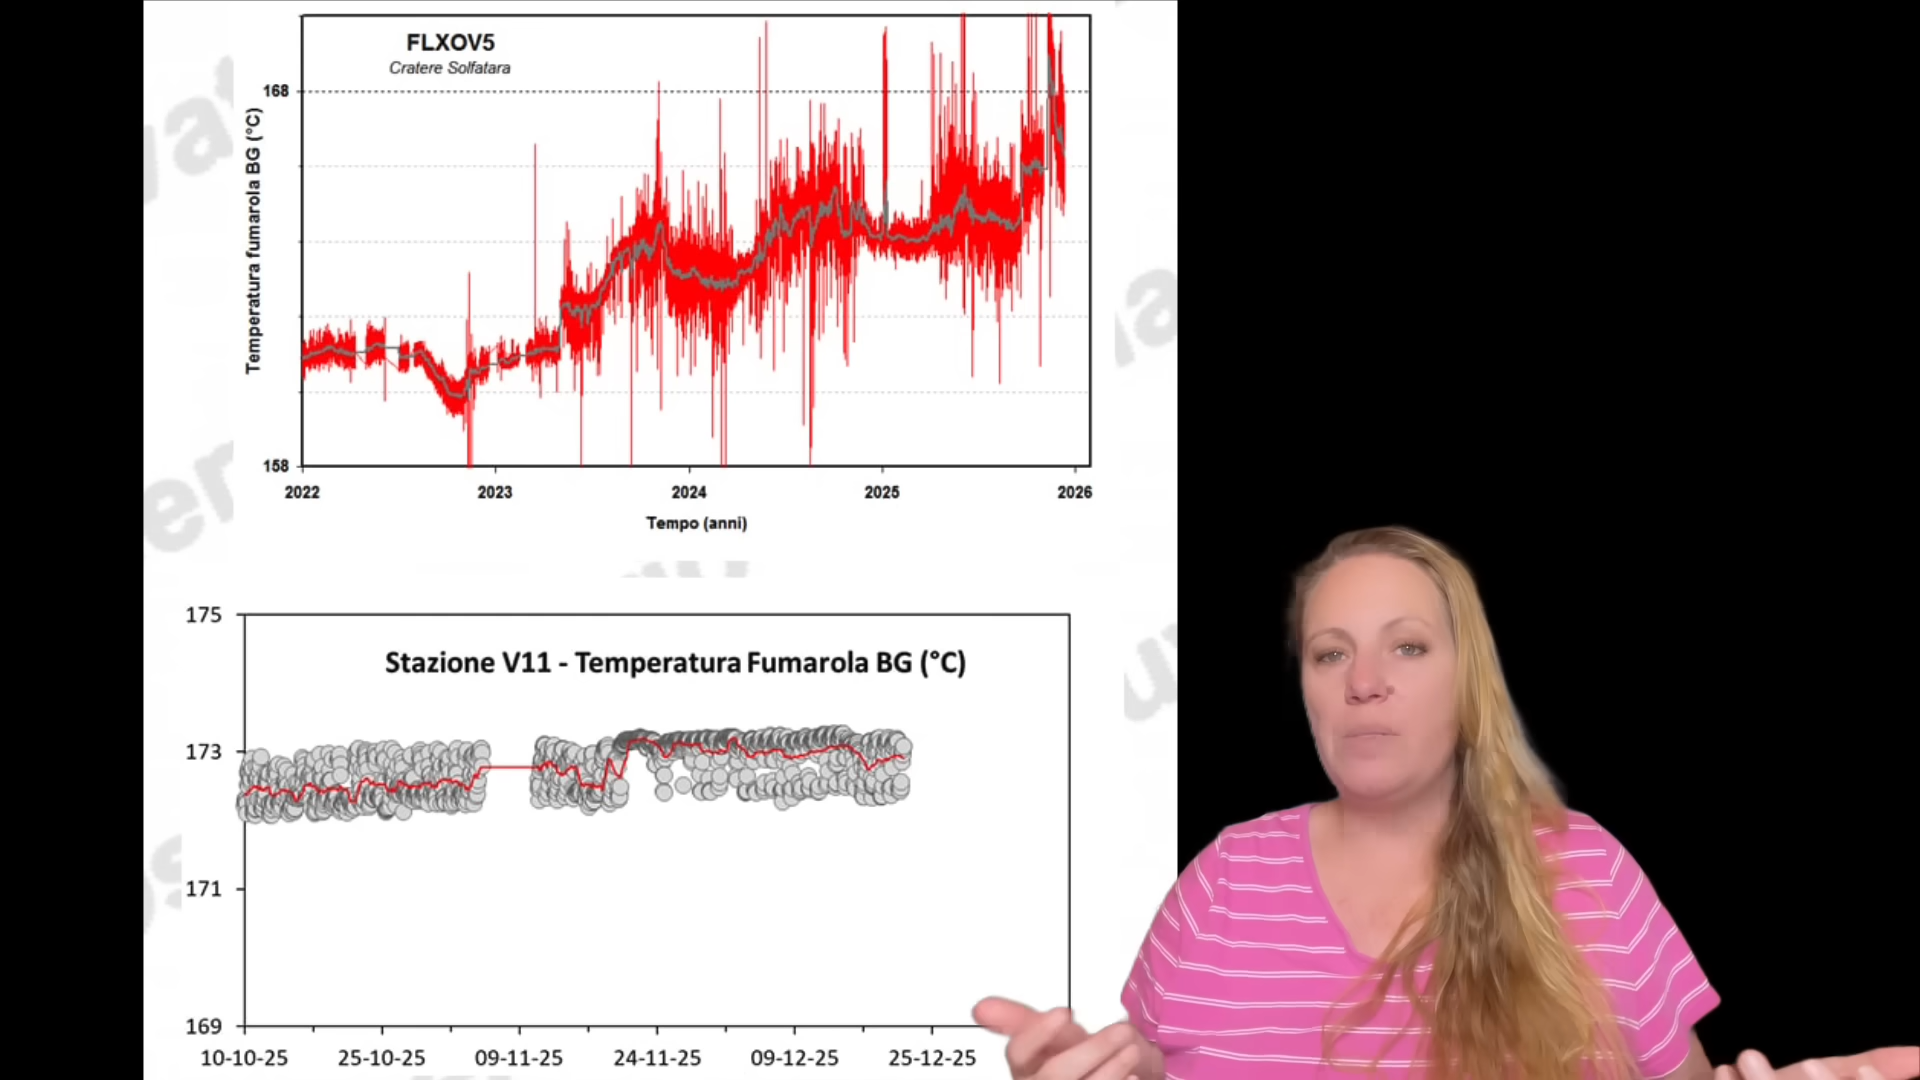 FLXOV5
Cratere Solfatara
Temperatura fumarola BG (°C)
168
158
2022 2023 2024 2025 2026
Tempo (anni)
Stazione V11 - Temperatura Fumarola BG (°C)
175
173
171
169
10-10-25 25-10-25 09-11-25 24-11-25 09-12-25 25-12-25